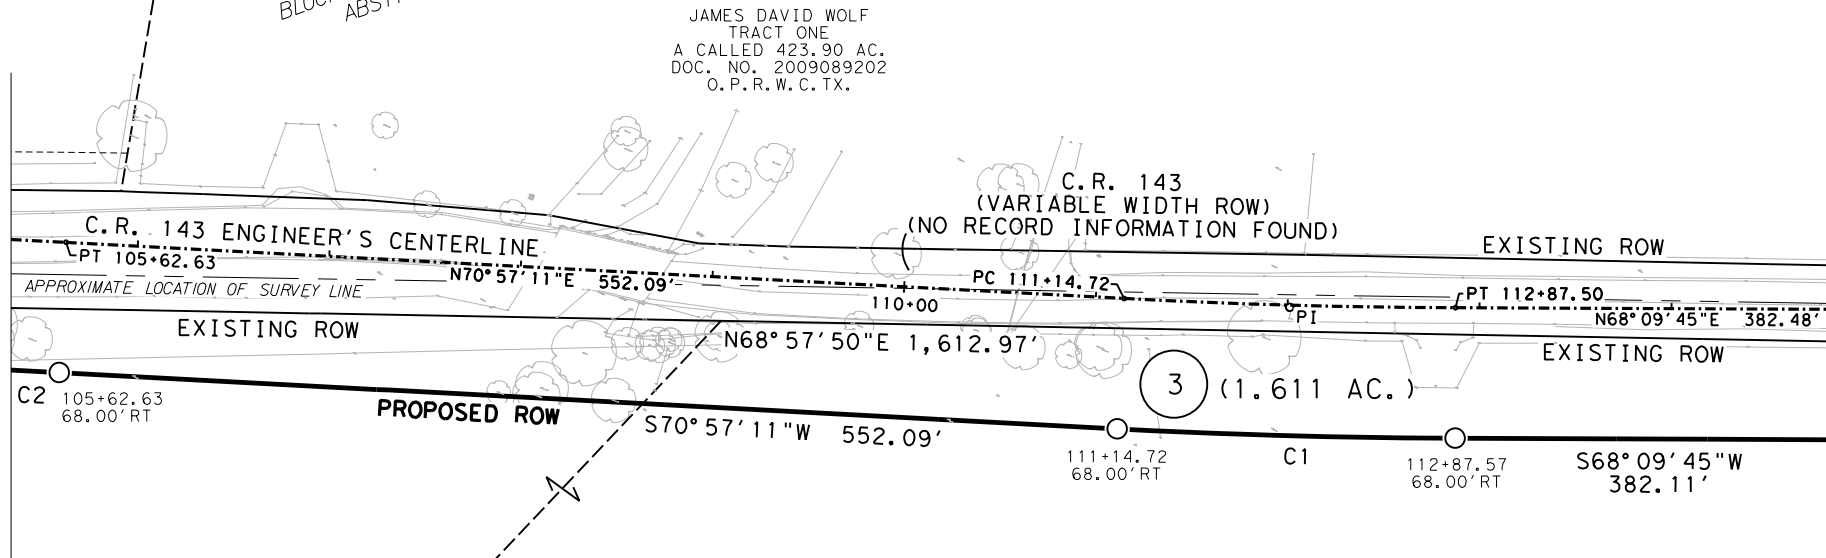 BLOC
ABST
JAMES DAVID WOLF
TRACT ONE
A CALLED 423.90 AC.
DOC. NO. 2009089202
O.P.R.W.C.TX.
C.R. 143
(VARIABLE WIDTH ROW)
(NO RECORD INFORMATION FOUND)
EXISTING ROW
C.R. 143 ENGINEER'S CENTERLINE
PT 105+62.63
N70°57'11"E 552.09'
PC 111+14.72
110+00
PI
PT 112+87.50
N68°09'45"E 382.48'
APPROXIMATE LOCATION OF SURVEY LINE
EXISTING ROW
N68°57'50"E 1,612.97'
EXISTING ROW
3 (1.611 AC.)
C2
105+62.63
68.00'RT
PROPOSED ROW
S70°57'11"W 552.09'
111+14.72
68.00'RT
C1
112+87.57
68.00'RT
S68°09'45"W
382.11'